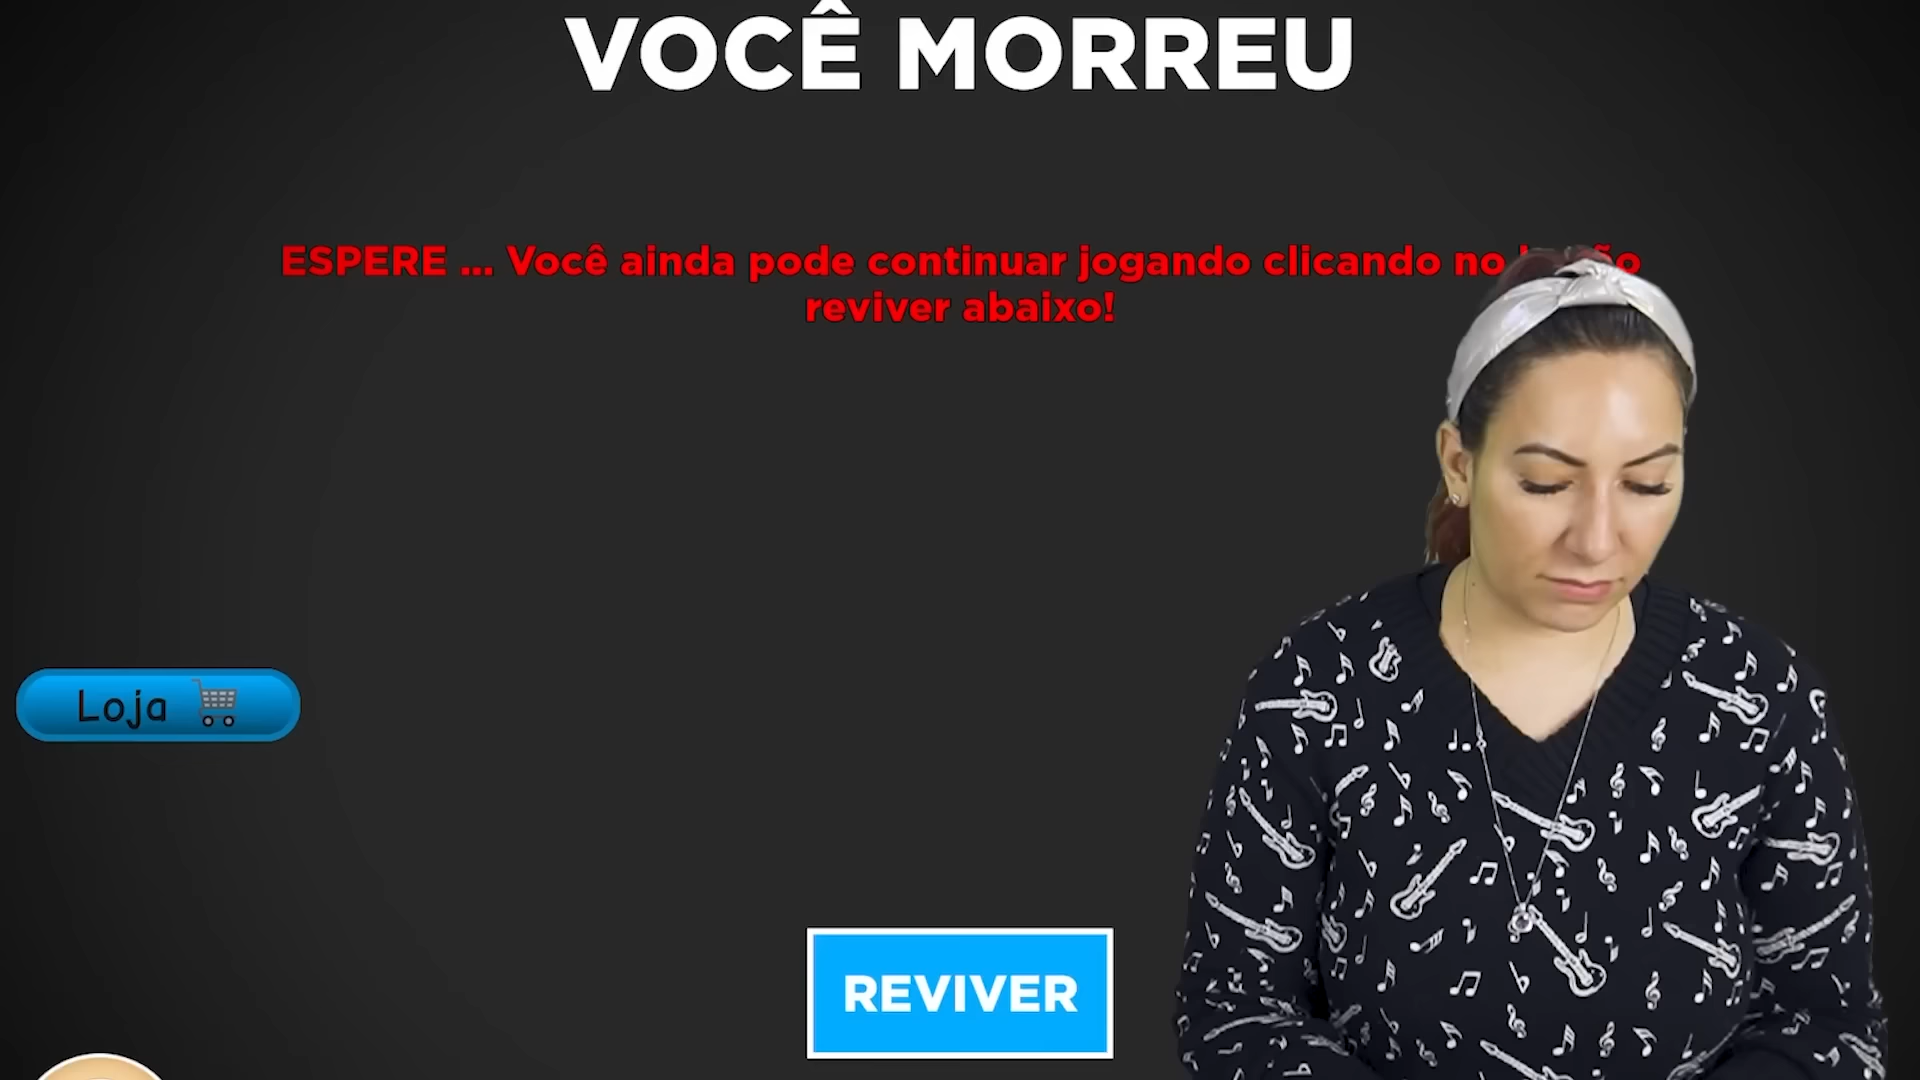 VOCÊ MORREU
ESPERE ... Você ainda pode continuar jogando clicando no
reviver abaixo!
Loja
REVIVER